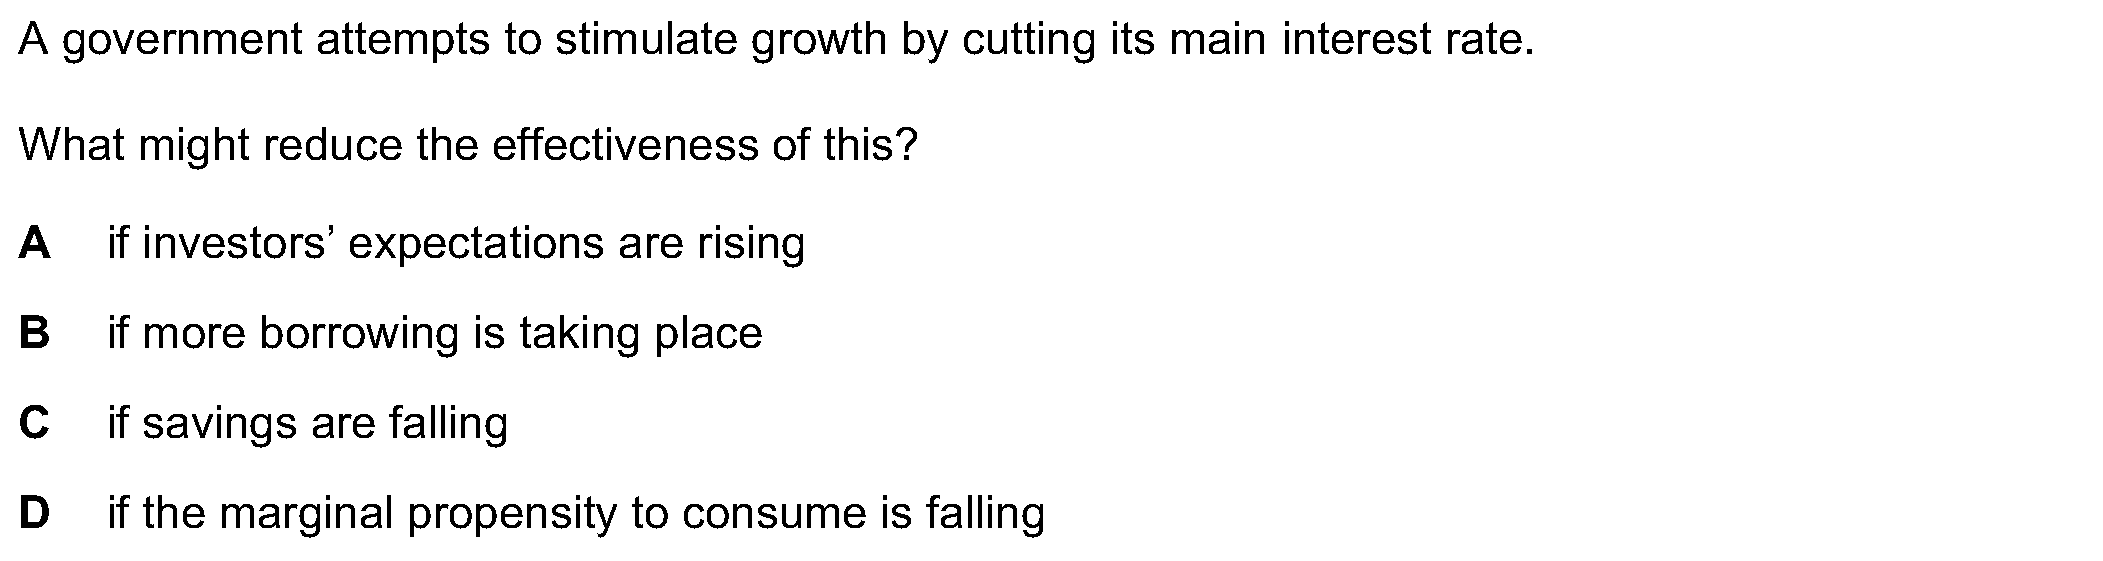 A government attempts to stimulate growth by cutting its main interest rate.
What might reduce the effectiveness of this?
A if investors’ expectations are rising
B if more borrowing is taking place
C if savings are falling
D if the marginal propensity to consume is falling